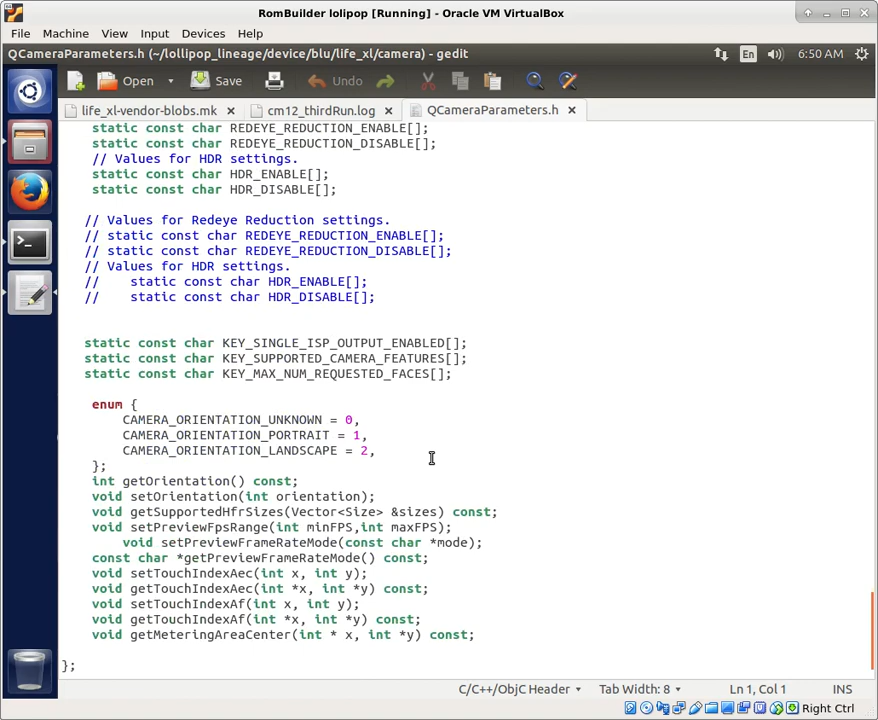 RomBuilder lolipop [Running] - Oracle VM VirtualBox
File Machine View Input Devices Help
QCameraParameters.h (~/lollipop_lineage/device/blu/life_xl/camera) - gedit
En 6:50 AM
Open Save Undo
life_xl-vendor-blobs.mk cm12_thirdRun.log QCameraParameters.h
static const char REDEYE_REDUCTION_ENABLE[];
static const char REDEYE_REDUCTION_DISABLE[];
// Values for HDR settings.
static const char HDR_ENABLE[];
static const char HDR_DISABLE[];
// Values for Redeye Reduction settings.
// static const char REDEYE_REDUCTION_ENABLE[];
// static const char REDEYE_REDUCTION_DISABLE[];
// Values for HDR settings.
//    static const char HDR_ENABLE[];
//    static const char HDR_DISABLE[];
static const char KEY_SINGLE_ISP_OUTPUT_ENABLED[];
static const char KEY_SUPPORTED_CAMERA_FEATURES[];
static const char KEY_MAX_NUM_REQUESTED_FACES[];
enum {
CAMERA_ORIENTATION_UNKNOWN = 0,
CAMERA_ORIENTATION_PORTRAIT = 1,
CAMERA_ORIENTATION_LANDSCAPE = 2,
};
int getOrientation() const;
void setOrientation(int orientation);
void getSupportedHfrSizes(Vector<Size> &sizes) const;
void setPreviewFpsRange(int minFPS,int maxFPS);
void setPreviewFrameRateMode(const char *mode);
const char *getPreviewFrameRateMode() const;
void setTouchIndexAec(int x, int y);
void getTouchIndexAec(int *x, int *y) const;
void setTouchIndexAf(int x, int y);
void getTouchIndexAf(int *x, int *y) const;
void getMeteringAreaCenter(int * x, int *y) const;
};
C/C++/ObjC Header Tab Width: 8 Ln 1, Col 1 INS
Right Ctrl